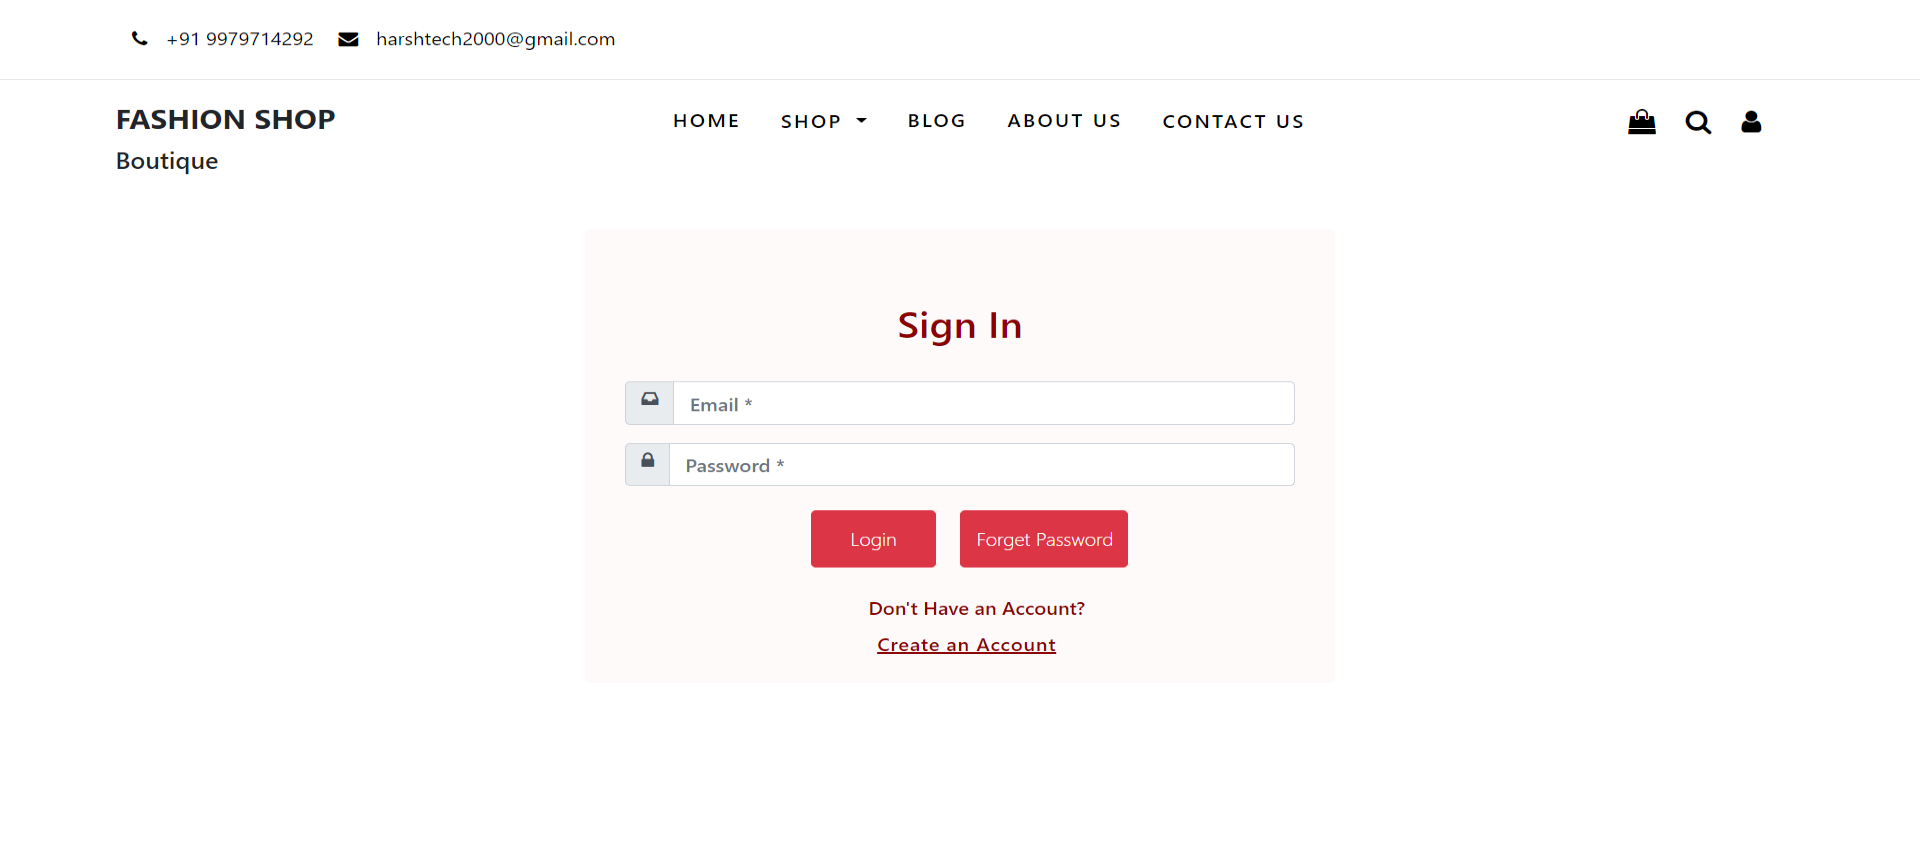 +91 9979714292 harshtech2000@gmail.com
FASHION SHOP
Boutique
HOME SHOP BLOG ABOUT US CONTACT US
Sign In
Email *
Password *
Login Forget Password
Don't Have an Account?
Create an Account